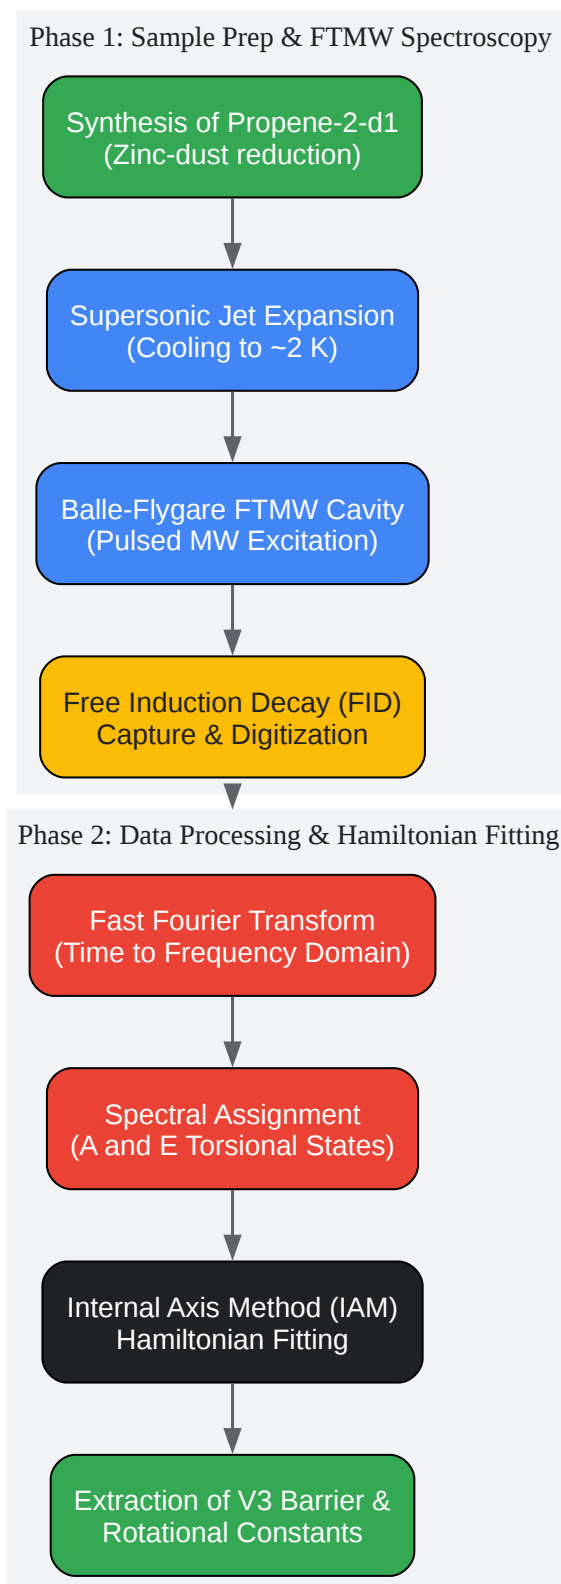 Phase 1: Sample Prep & FTMW Spectroscopy
Synthesis of Propene-2-d1
(Zinc-dust reduction)
Supersonic Jet Expansion
(Cooling to ~2 K)
Balle-Flygare FTMW Cavity
(Pulsed MW Excitation)
Free Induction Decay (FID)
Capture & Digitization
Phase 2: Data Processing & Hamiltonian Fitting
Fast Fourier Transform
(Time to Frequency Domain)
Spectral Assignment
(A and E Torsional States)
Internal Axis Method (IAM)
Hamiltonian Fitting
Extraction of V3 Barrier &
Rotational Constants